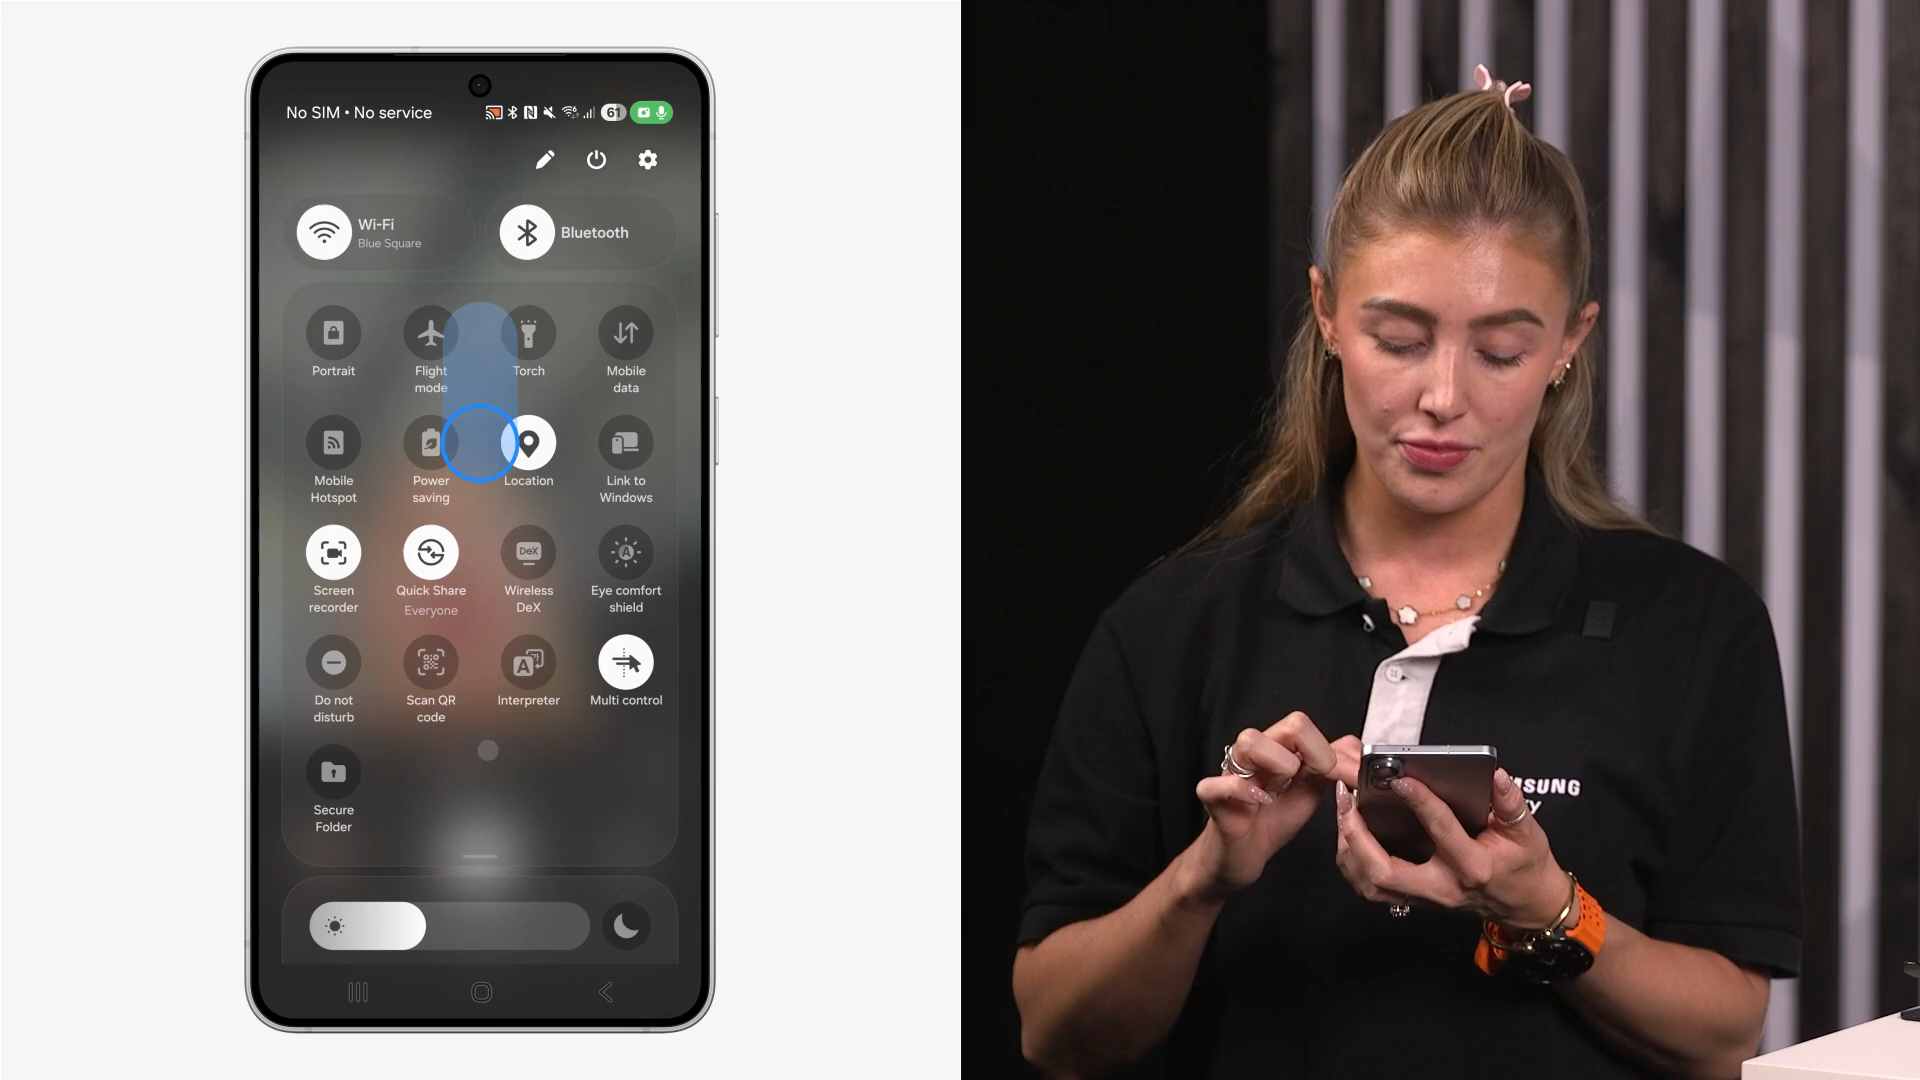 No SIM • No service
61
Wi-Fi
Blue Square
Bluetooth
Portrait
Flight
mode
Torch
Mobile
data
Mobile
Hotspot
Power
saving
Location
Link to
Windows
Screen
recorder
Quick Share
Everyone
DeX
Wireless
DeX
A
Eye comfort
shield
Do not
disturb
Scan QR
code
A
Interpreter
Multi control
Secure
Folder
MSUNG